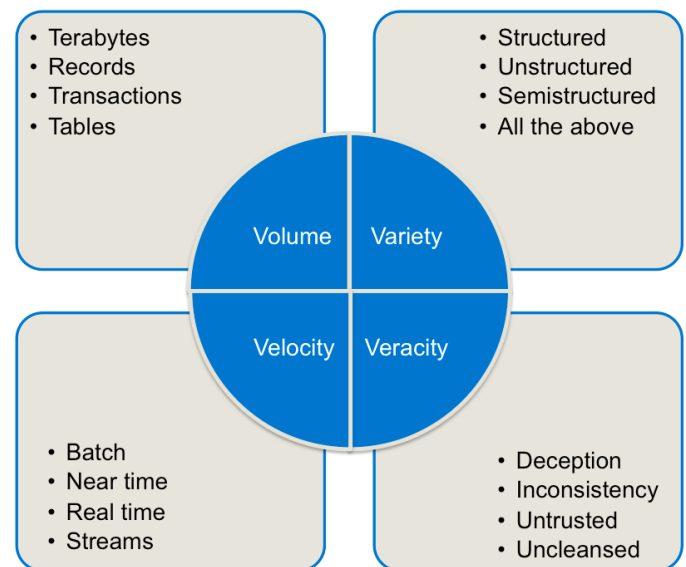 • Terabytes
• Records
• Transactions
• Tables
• Structured
• Unstructured
• Semistructured
• All the above
Volume
Variety
Velocity
Veracity
• Batch
• Near time
• Real time
• Streams
• Deception
• Inconsistency
• Untrusted
• Uncleansed